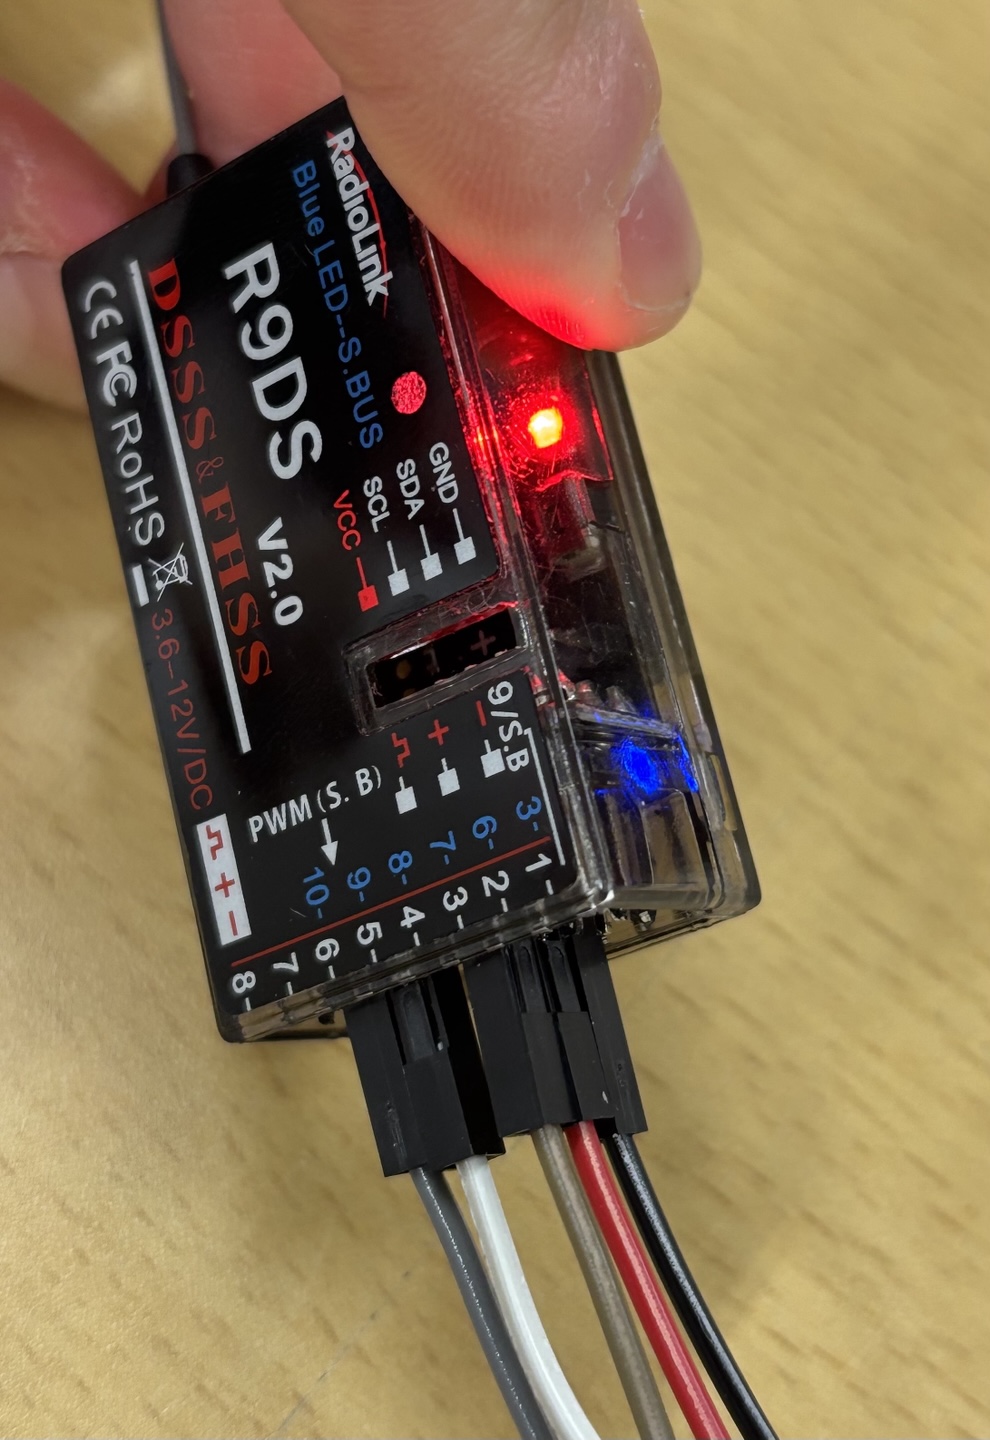 RadioLink
Blue LED--S.BUS
R9DS V2.0
DSSS & FHSS
CE FC RoHS
3.6–12V/DC
GND
SDA
SCL
VCC
9/S.B
− + 
PWM (S. B)
10- 9- 8- 7- 6- 3-
8- 7- 6- 5- 4- 3- 2- 1-
+ −
+